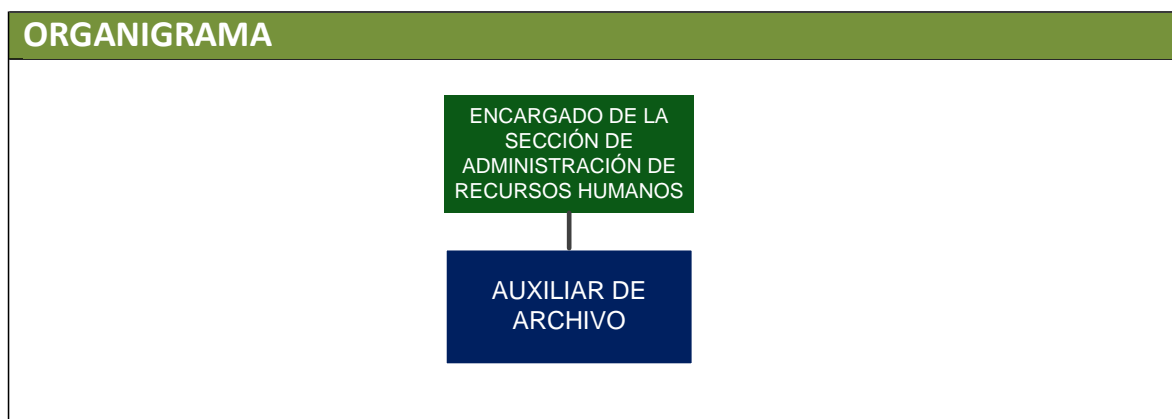 ORGANIGRAMA
ENCARGADO DE LA
SECCIÓN DE
ADMINISTRACIÓN DE
RECURSOS HUMANOS
AUXILIAR DE
ARCHIVO